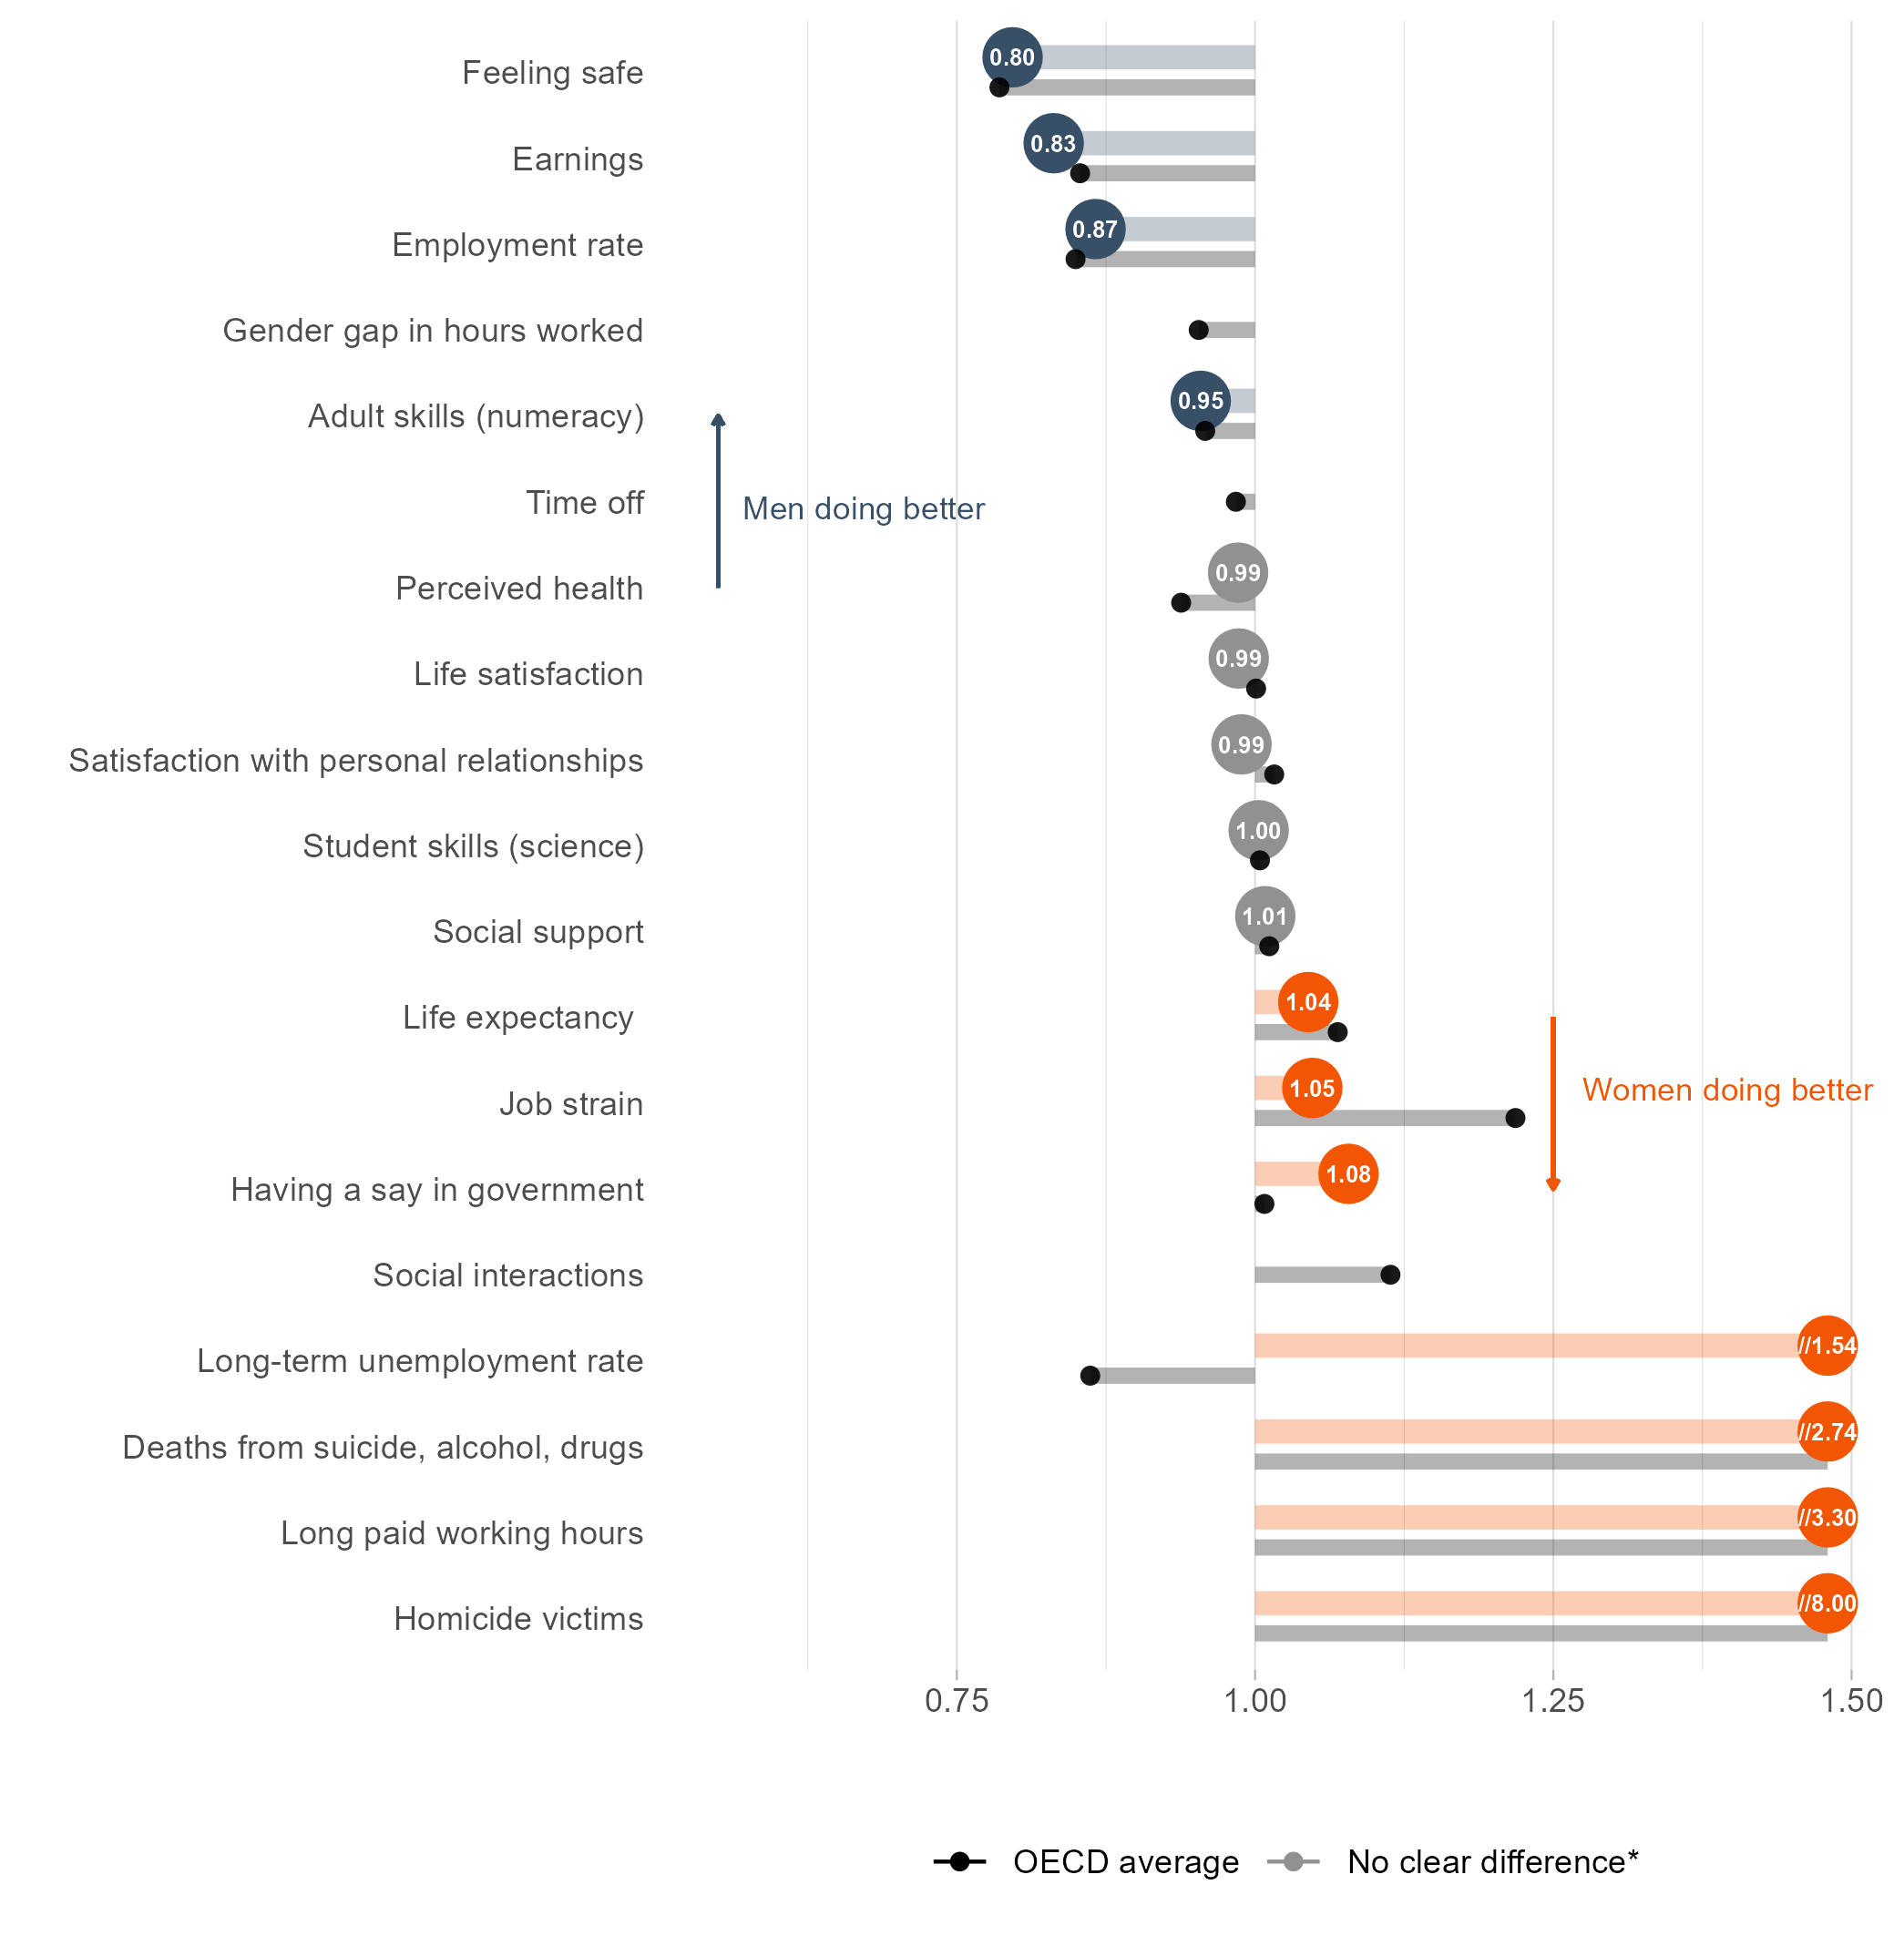 Feeling safe
0.80
Earnings
0.83
Employment rate
0.87
Gender gap in hours worked
Adult skills (numeracy)
0.95
Time off
Men doing better
Perceived health
0.99
Life satisfaction
0.99
Satisfaction with personal relationships
0.99
Student skills (science)
1.00
Social support
1.01
Life expectancy
1.04
Job strain
1.05
Women doing better
Having a say in government
1.08
Social interactions
Long-term unemployment rate
//1.54
Deaths from suicide, alcohol, drugs
//2.74
Long paid working hours
//3.30
Homicide victims
//8.00
0.75 1.00 1.25 1.50
OECD average No clear difference*